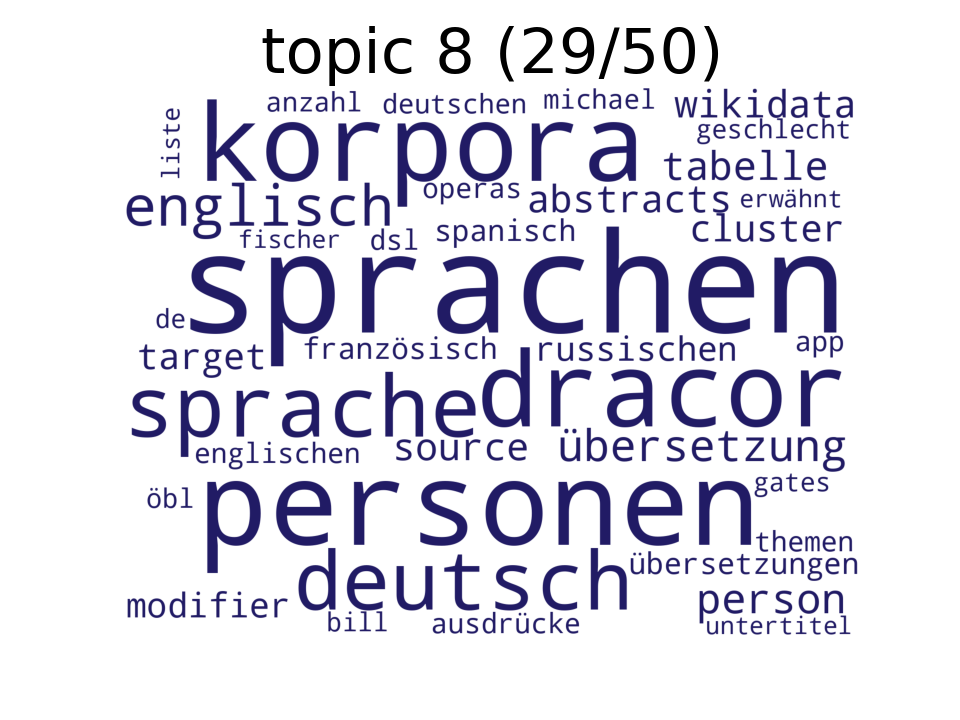 topic 8 (29/50)
anzahl deutschen michael wikidata
liste korpora geschlecht
tabelle
englisch operas abstracts erwähnt
fischer dsl spanisch cluster
sprachen
de
target französisch russischen app
sprache dracor
englischen source übersetzung
öbl personen gates
themen
deutsch übersetzungen
modifier person
bill ausdrücke untertitel